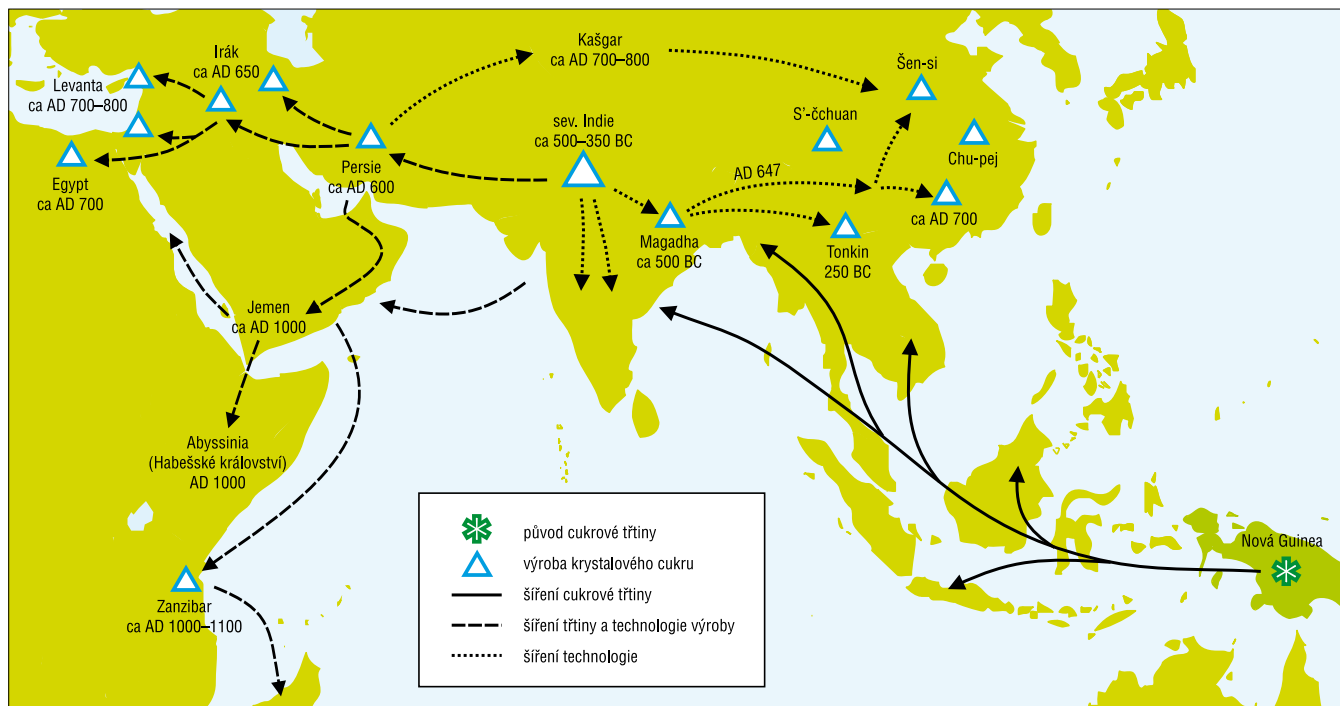 Irák
ca AD 650
Levanta
ca AD 700–800
Egypt
ca AD 700
Persie
ca AD 600
Kašgar
ca AD 700–800
sev. Indie
ca 500–350 BC
Šen-si
S’-čchuan
Chu-pej
AD 647
ca AD 700
Magadha
ca 500 BC
Tonkin
250 BC
Jemen
ca AD 1000
Abyssinia
(Habešské království)
AD 1000
Zanzibar
ca AD 1000–1100
Nová Guinea
původ cukrové třtiny
výroba krystalového cukru
šíření cukrové třtiny
šíření třtiny a technologie výroby
šíření technologie